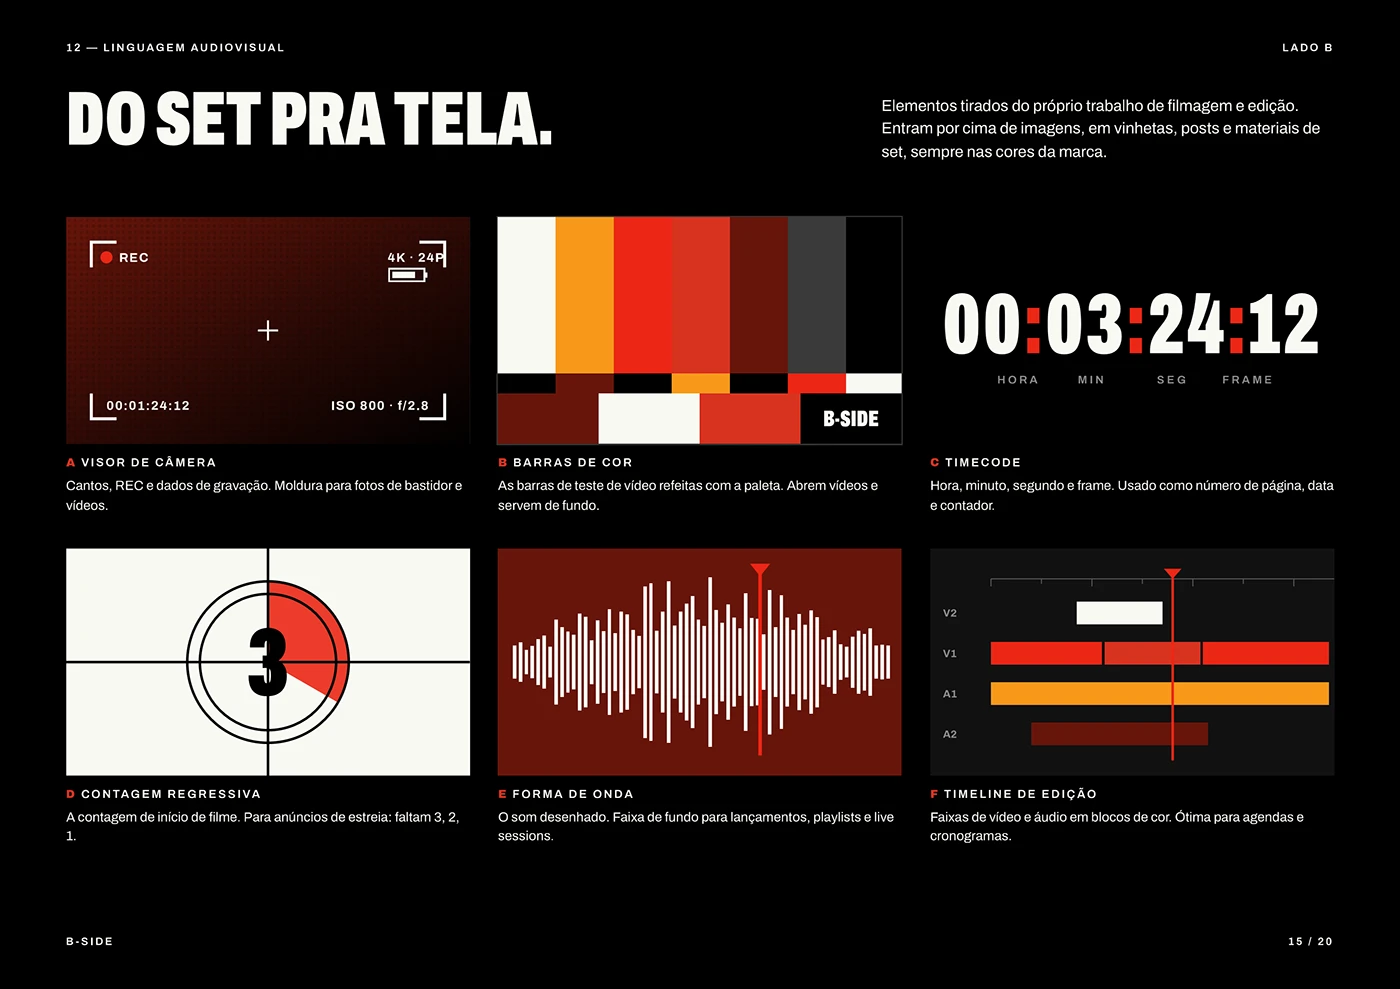 12 — LINGUAGEM AUDIOVISUAL
LADO B
DO SET PRA TELA.
Elementos tirados do próprio trabalho de filmagem e edição.
Entram por cima de imagens, em vinhetas, posts e materiais de
set, sempre nas cores da marca.
REC
4K · 24P
00:01:24:12
ISO 800 · f/2.8
B-SIDE
00:03:24:12
HORA MIN SEG FRAME
A VISOR DE CÂMERA
Cantos, REC e dados de gravação. Moldura para fotos de bastidor e
vídeos.
B BARRAS DE COR
As barras de teste de vídeo refeitas com a paleta. Abrem vídeos e
servem de fundo.
C TIMECODE
Hora, minuto, segundo e frame. Usado como número de página, data
e contador.
3
V2
V1
A1
A2
D CONTAGEM REGRESSIVA
A contagem de início de filme. Para anúncios de estreia: faltam 3, 2,
1.
E FORMA DE ONDA
O som desenhado. Faixa de fundo para lançamentos, playlists e live
sessions.
F TIMELINE DE EDIÇÃO
Faixas de vídeo e áudio em blocos de cor. Ótima para agendas e
cronogramas.
B-SIDE
15 / 20